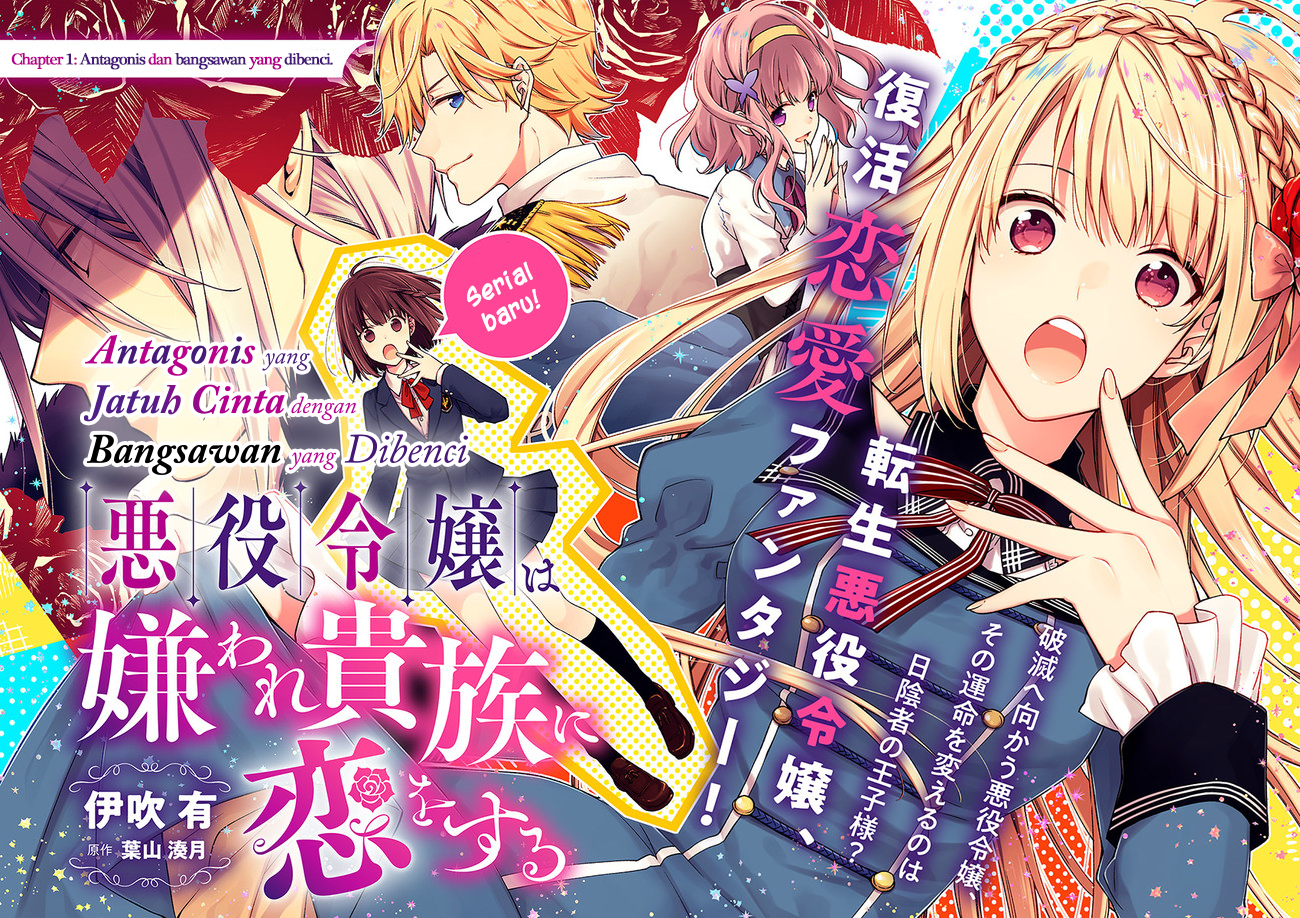 Chapter 1: Antagonis dan bangsawan yang dibenci.
serial
baru!
Antagonis yang
Jatuh Cinta dengan
Bangsawan yang Dibenci
悪役令嬢は
嫌われ貴族に
恋をする
伊吹 有
原作 葉山 湊月
復活恋愛ファンタジー!
転生悪役令嬢、
破滅へ向かう悪役令嬢、
その運命を変えるのは
日陰者の王子様?